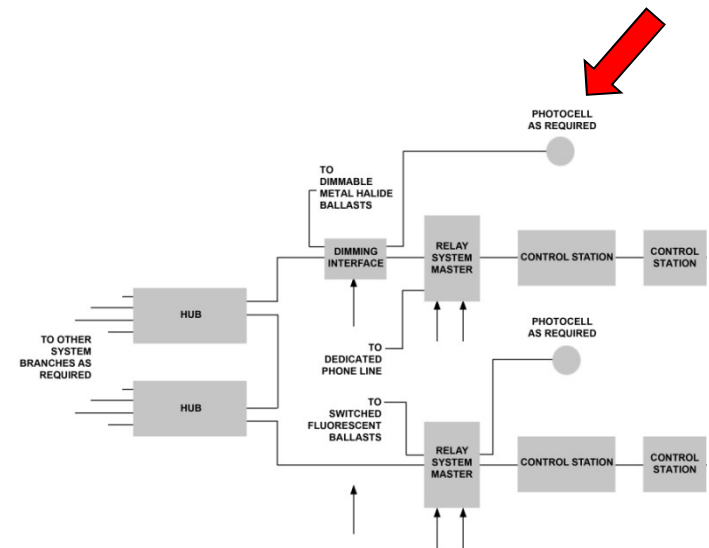 PHOTOCELL
AS REQUIRED
TO
DIMMABLE
METAL HALIDE
BALLASTS
DIMMING
INTERFACE
RELAY
SYSTEM
MASTER
CONTROL STATION
CONTROL
STATION
HUB
TO OTHER
SYSTEM
BRANCHES AS
REQUIRED
TO
DEDICATED
PHONE LINE
PHOTOCELL
AS REQUIRED
HUB
TO
SWITCHED
FLUORESCENT
BALLASTS
RELAY
SYSTEM
MASTER
CONTROL STATION
CONTROL
STATION